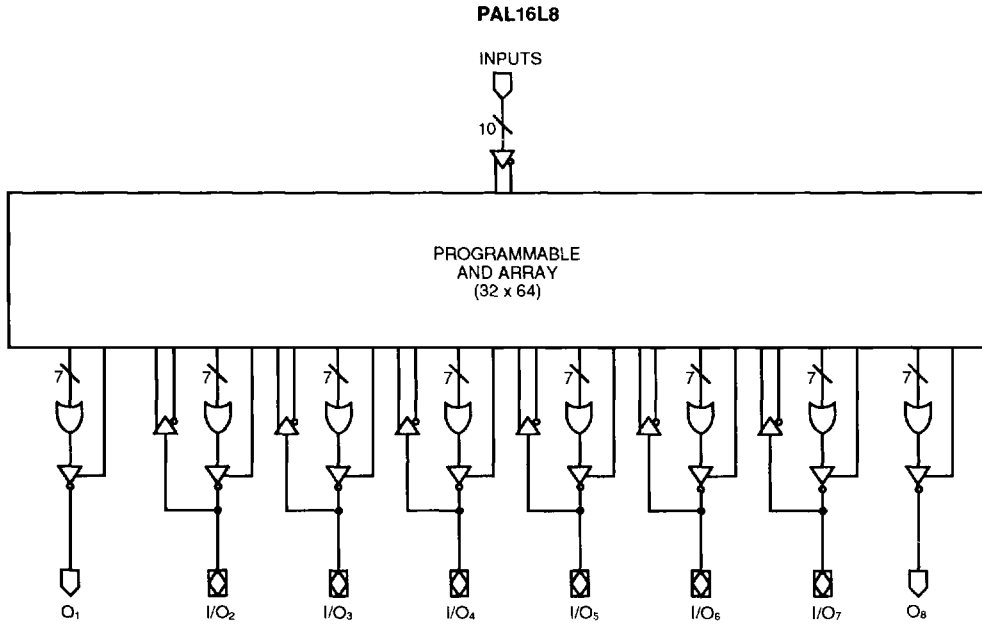 PAL16L8
INPUTS
10
PROGRAMMABLE
AND ARRAY
(32 x 64)
7 7 7 7 7 7 7 7
O1 I/O2 I/O3 I/O4 I/O5 I/O6 I/O7 O8